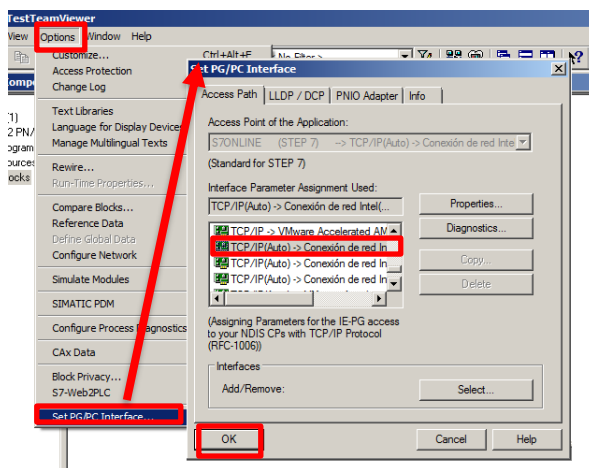 TestTeamViewer
View Options Window Help
Customize... Ctrl+Alt+E
Access Protection
Change Log
Text Libraries
Language for Display Devices
Manage Multilingual Texts
Rewire...
Run-Time Properties...
Compare Blocks...
Reference Data
Define Global Data
Configure Network
Simulate Modules
SIMATIC PDM
Configure Process Diagnostics
CAx Data
Block Privacy...
S7-Web2PLC
Set PG/PC Interface...
Set PG/PC Interface
Access Path LLDP / DCP PNIO Adapter Info
Access Point of the Application:
S7ONLINE (STEP 7) --> TCP/IP(Auto) -> Conexión de red Inte
(Standard for STEP 7)
Interface Parameter Assignment Used:
TCP/IP(Auto) -> Conexión de red Intel(... Properties...
TCP/IP -> VMware Accelerated AM Diagnostics...
TCP/IP(Auto) -> Conexión de red In
TCP/IP(Auto) -> Conexión de red In Copy...
TCP/IP(Auto) -> Conexión de red In Delete
(Assigning Parameters for the IE-PG access
to your NDIS CPs with TCP/IP Protocol
(RFC-1006))
Interfaces
Add/Remove: Select...
OK Cancel Help